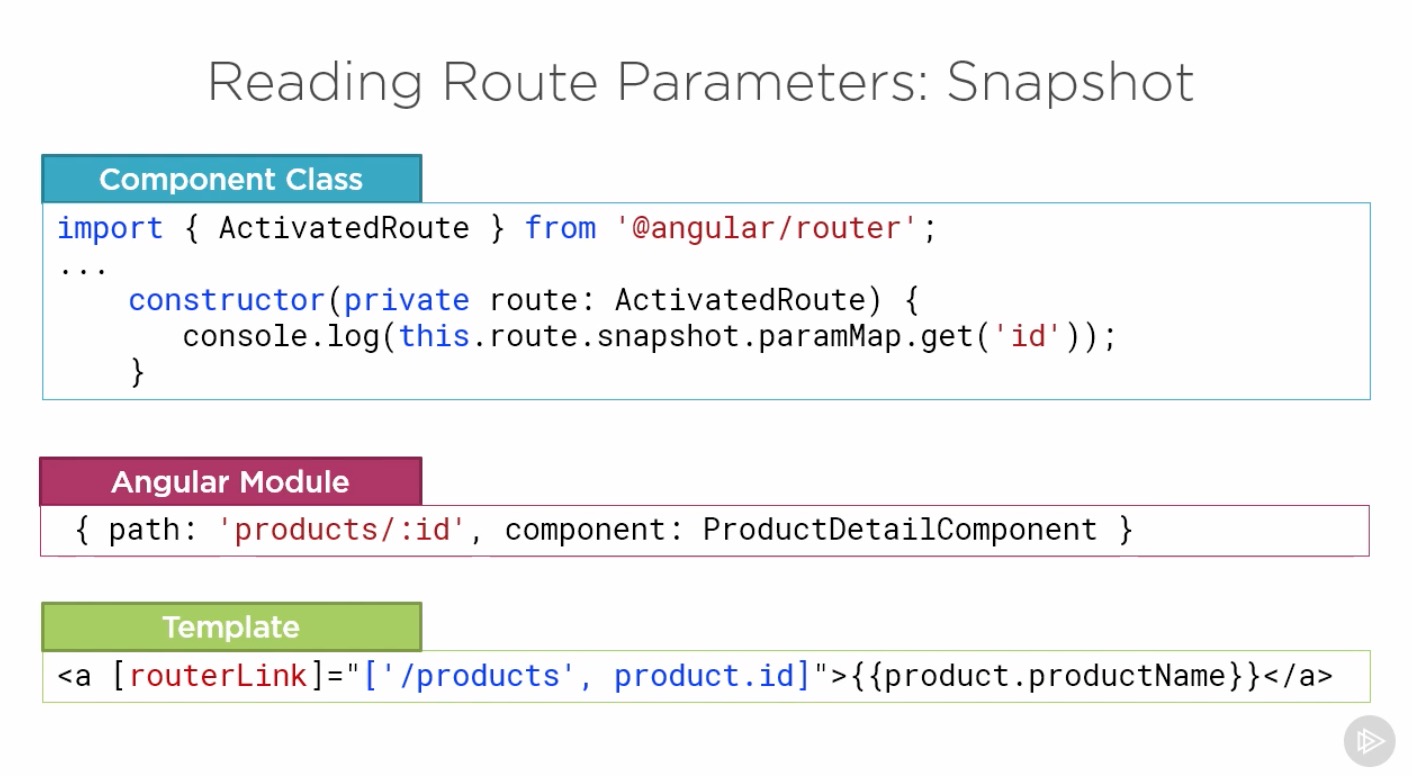 Reading Route Parameters: Snapshot
Component Class
import { ActivatedRoute } from '@angular/router';
...
    constructor(private route: ActivatedRoute) {
       console.log(this.route.snapshot.paramMap.get('id'));
    }
Angular Module
{ path: 'products/:id', component: ProductDetailComponent }
Template
<a [routerLink]="['/products', product.id]">{{product.productName}}</a>